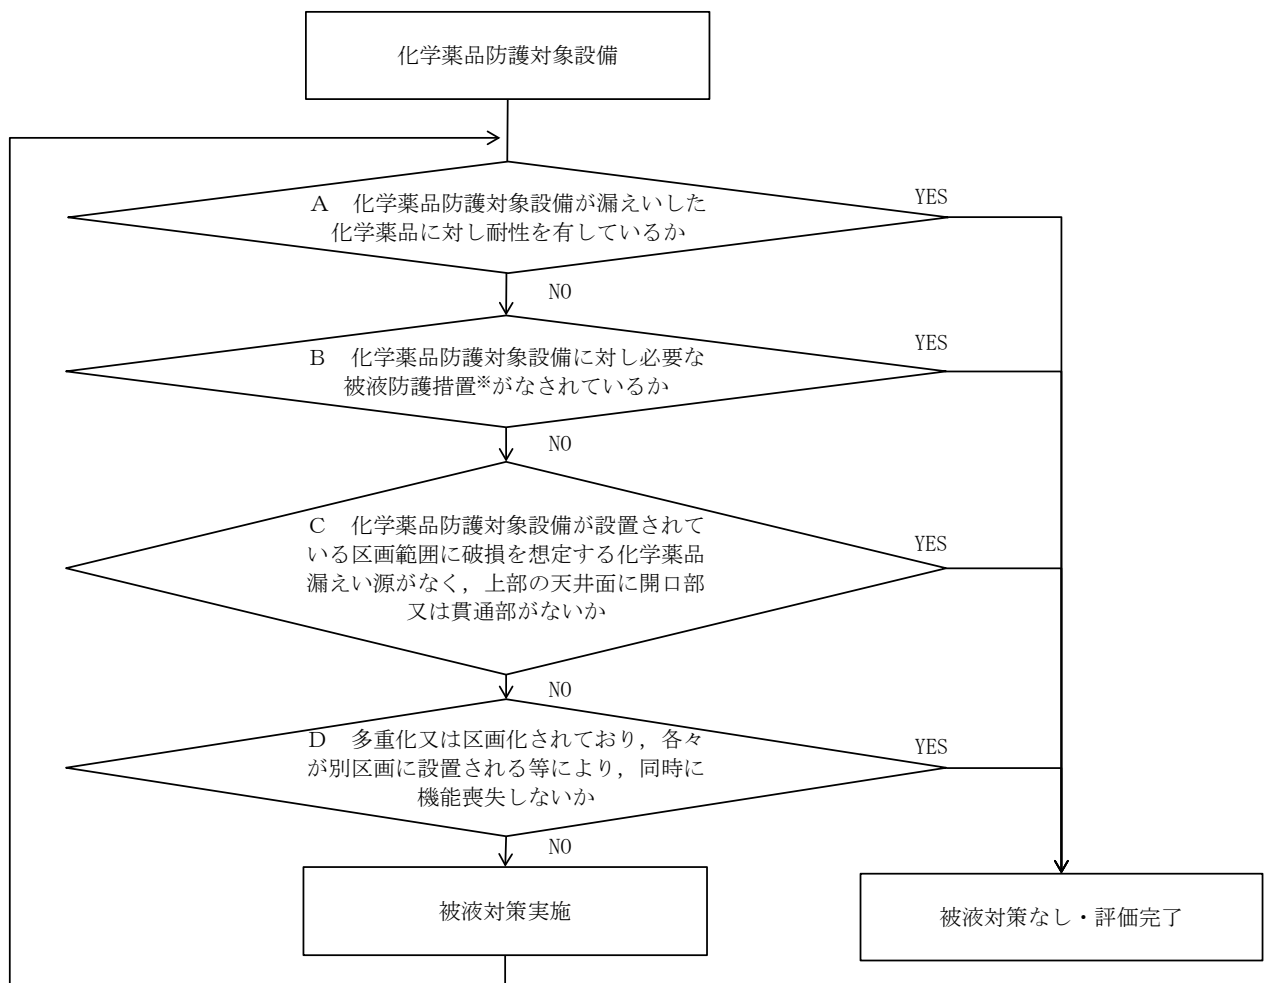 化学薬品防護対象設備
A 化学薬品防護対象設備が漏えいした
化学薬品に対し耐性を有しているか
YES
NO
B 化学薬品防護対象設備に対し必要な
被液防護措置※がなされているか
YES
NO
C 化学薬品防護対象設備が設置されて
いる区画範囲に破損を想定する化学薬品
漏えい源がなく，上部の天井面に開口部
又は貫通部がないか
YES
NO
D 多重化又は区画化されており，各々
が別区画に設置される等により，同時に
機能喪失しないか
YES
NO
被液対策実施
被液対策なし・評価完了